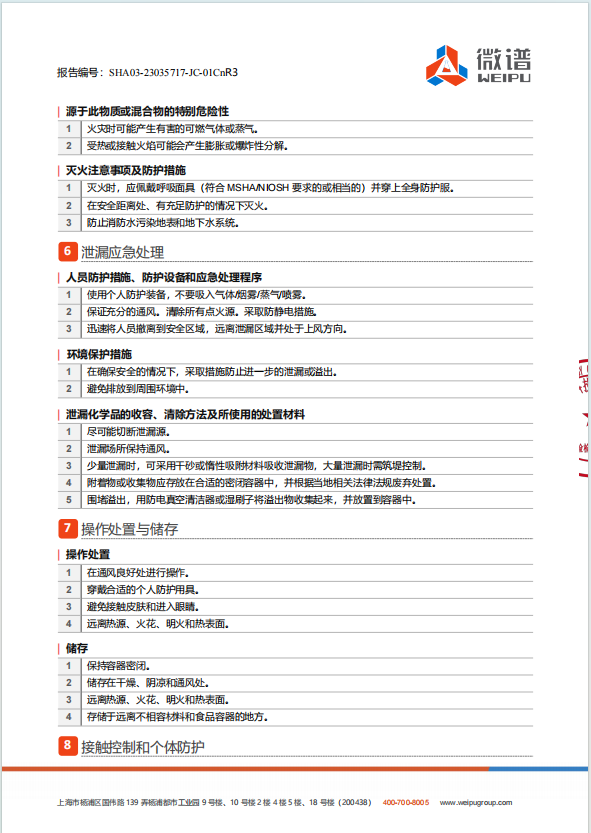 报告编号：SHA03-23035717-JC-01CnR3
微谱
WEIPU
源于此物质或混合物的特别危险性
1 火灾时可能产生有害的可燃气体或蒸气。
2 受热或接触火焰可能会产生膨胀或爆炸性分解。
灭火注意事项及防护措施
1 灭火时，应佩戴呼吸面具（符合 MSHA/NIOSH 要求的或相当的）并穿上全身防护服。
2 在安全距离处、有充足防护的情况下灭火。
3 防止消防水污染地表和地下水系统。
6 泄漏应急处理
人员防护措施、防护设备和应急处理程序
1 使用个人防护装备，不要吸入气体/烟雾/蒸气/喷雾。
2 保证充分的通风。清除所有点火源。采取防静电措施。
3 迅速将人员撤离到安全区域，远离泄漏区域并处于上风方向。
环境保护措施
1 在确保安全的情况下，采取措施防止进一步的泄漏或溢出。
2 避免排放到周围环境中。
泄漏化学品的收容、清除方法及所使用的处置材料
1 尽可能切断泄漏源。
2 泄漏场所保持通风。
3 少量泄漏时，可采用干砂或惰性吸附材料吸收泄漏物，大量泄漏时需筑堤控制。
4 附着物或收集物应存放在合适的密闭容器中，并根据当地相关法律法规废弃处置。
5 围堵溢出，用防电真空清洁器或湿刷子将溢出物收集起来，并放置到容器中。
7 操作处置与储存
操作处置
1 在通风良好处进行操作。
2 穿戴合适的个人防护用具。
3 避免接触皮肤和进入眼睛。
4 远离热源、火花、明火和热表面。
储存
1 保持容器密闭。
2 储存在干燥、阴凉和通风处。
3 远离热源、火花、明火和热表面。
4 存储于远离不相容材料和食品容器的地方。
8 接触控制和个体防护
上海市杨浦区国伟路 139 弄杨浦都市工业园 9 号楼、10 号楼 2 楼 4 楼 5 楼、18 号楼（200438） 400-700-8005 www.weipugroup.com